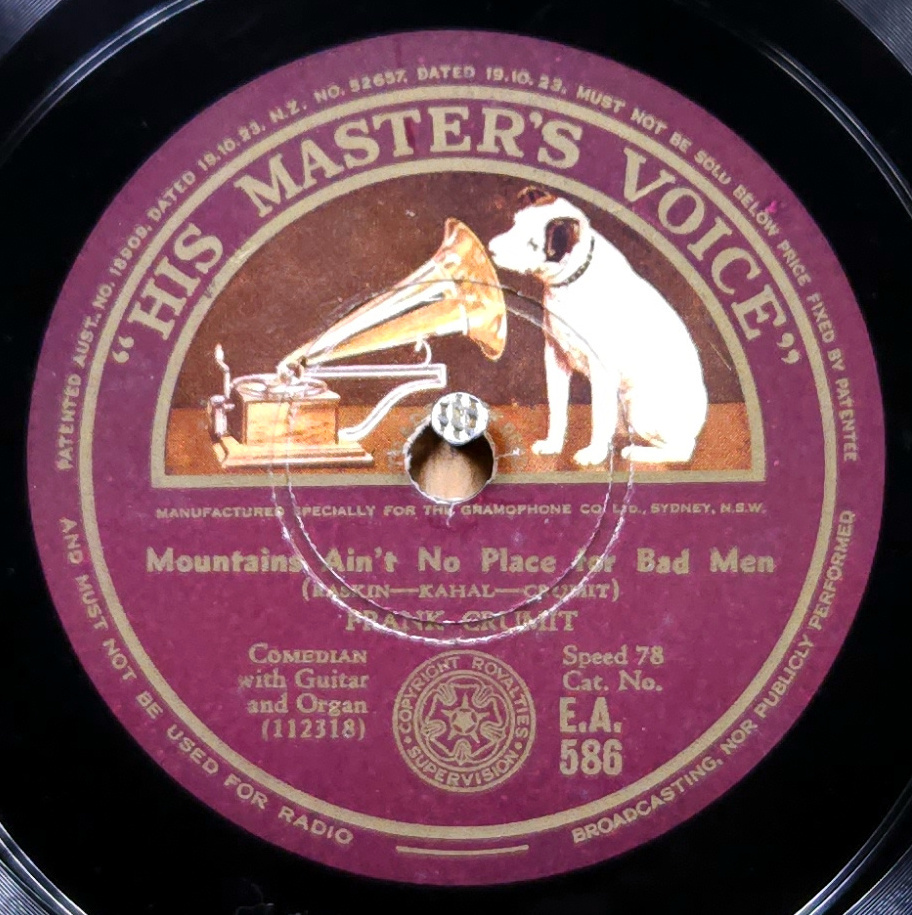 PATENTED AUST. NO. 18909, DATED 19.10.23, N.Z. NO. 52657, DATED 19.10.23, MUST NOT BE SOLD BELOW PRICE FIXED BY PATENTEE
"HIS MASTER'S VOICE"
MANUFACTURED SPECIALLY FOR THE GRAMOPHONE CO. LTD., SYDNEY, N.S.W.
Mountains Ain't No Place for Bad Men
(RASKIN—KAHAL—CRUMIT)
FRANK CRUMIT
COMEDIAN
with Guitar
and Organ
(112318)
COPYRIGHT ROYALTIES
SUPERVISION
Speed 78
Cat. No.
E.A.
586
AND MUST NOT BE USED FOR RADIO BROADCASTING, NOR PUBLICLY PERFORMED